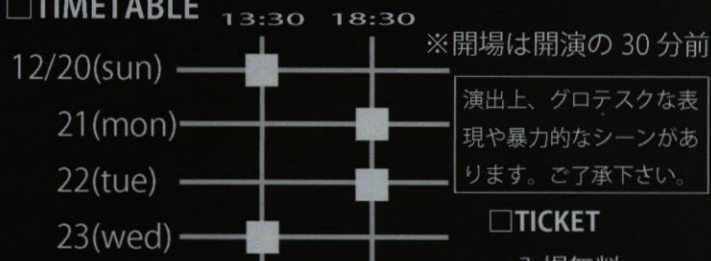 □TIMETABLE
13:30 18:30
※開場は開演の30分前
12/20(sun)
21(mon)
22(tue)
23(wed)
演出上、グロテスクな表
現や暴力的なシーンがあ
ります。ご了承下さい。
□TICKET